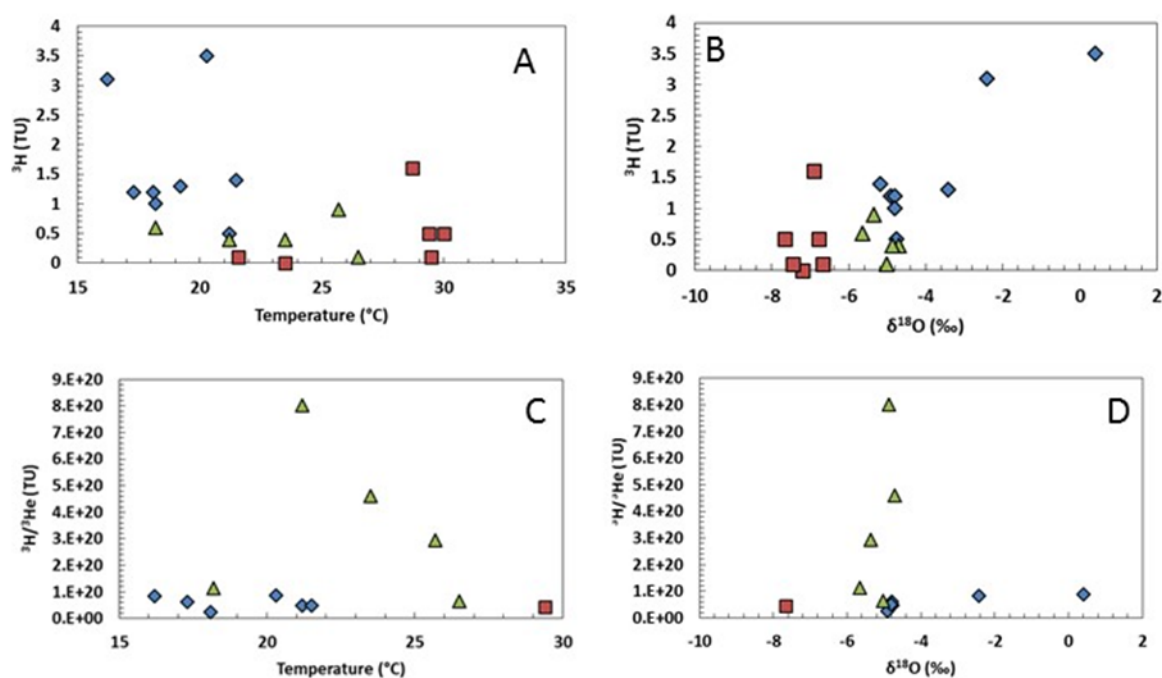 A
³H (TU)
4
3.5
3
2.5
2
1.5
1
0.5
0
15 20 25 30 35
Temperature (°C)
B
³H (TU)
4
3.5
3
2.5
2
1.5
1
0.5
0
-10 -8 -6 -4 -2 0 2
δ¹⁸O (‰)
C
³H/³He (TU)
9.E+20
8.E+20
7.E+20
6.E+20
5.E+20
4.E+20
3.E+20
2.E+20
1.E+20
0.E+00
15 20 25 30
Temperature (°C)
D
³H/³He (TU)
9.E+20
8.E+20
7.E+20
6.E+20
5.E+20
4.E+20
3.E+20
2.E+20
1.E+20
0.E+00
-10 -8 -6 -4 -2 0 2
δ¹⁸O (‰)